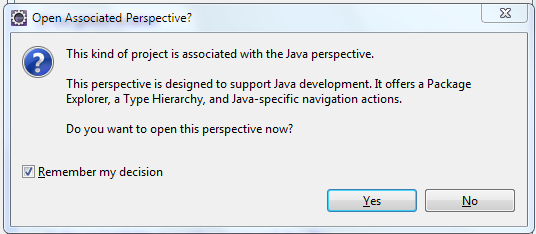 Open Associated Perspective?
This kind of project is associated with the Java perspective.
This perspective is designed to support Java development. It offers a Package
Explorer, a Type Hierarchy, and Java-specific navigation actions.
Do you want to open this perspective now?
Remember my decision
Yes
No